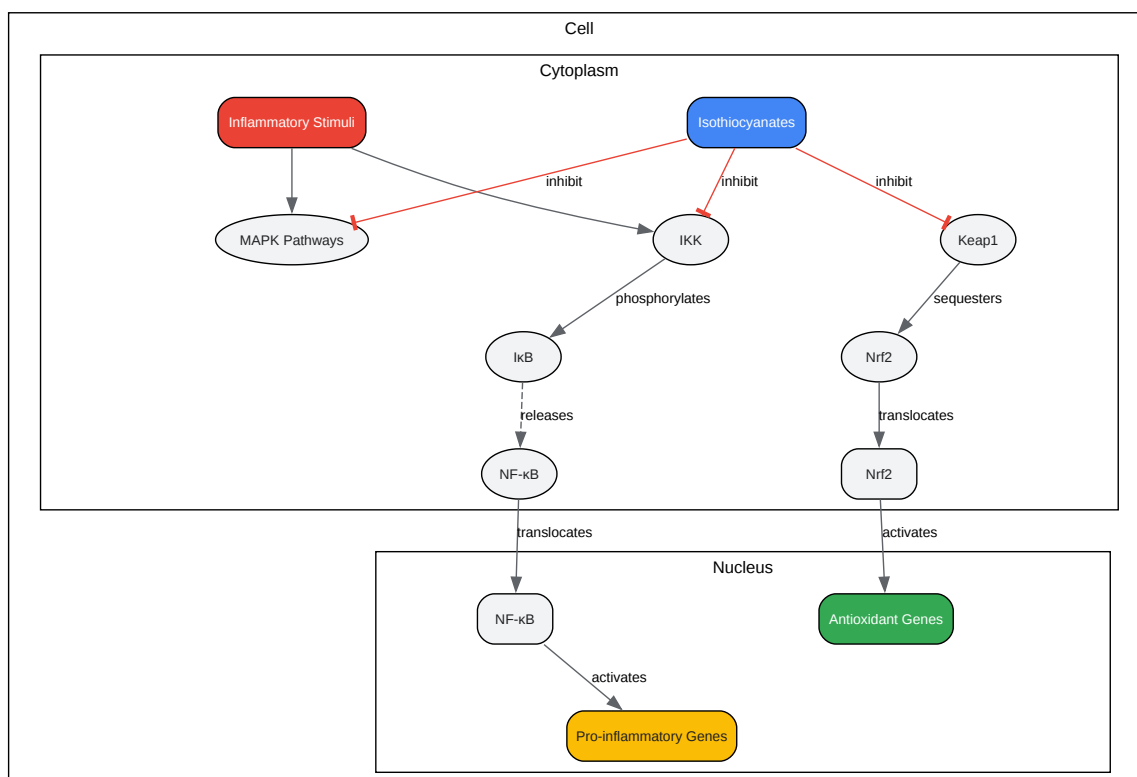 Cell
Cytoplasm
Inflammatory Stimuli
Isothiocyanates
inhibit
inhibit
inhibit
MAPK Pathways
IKK
Keap1
phosphorylates
sequesters
IκB
Nrf2
releases
translocates
NF-κB
Nrf2
translocates
activates
Nucleus
NF-κB
Antioxidant Genes
activates
Pro-inflammatory Genes